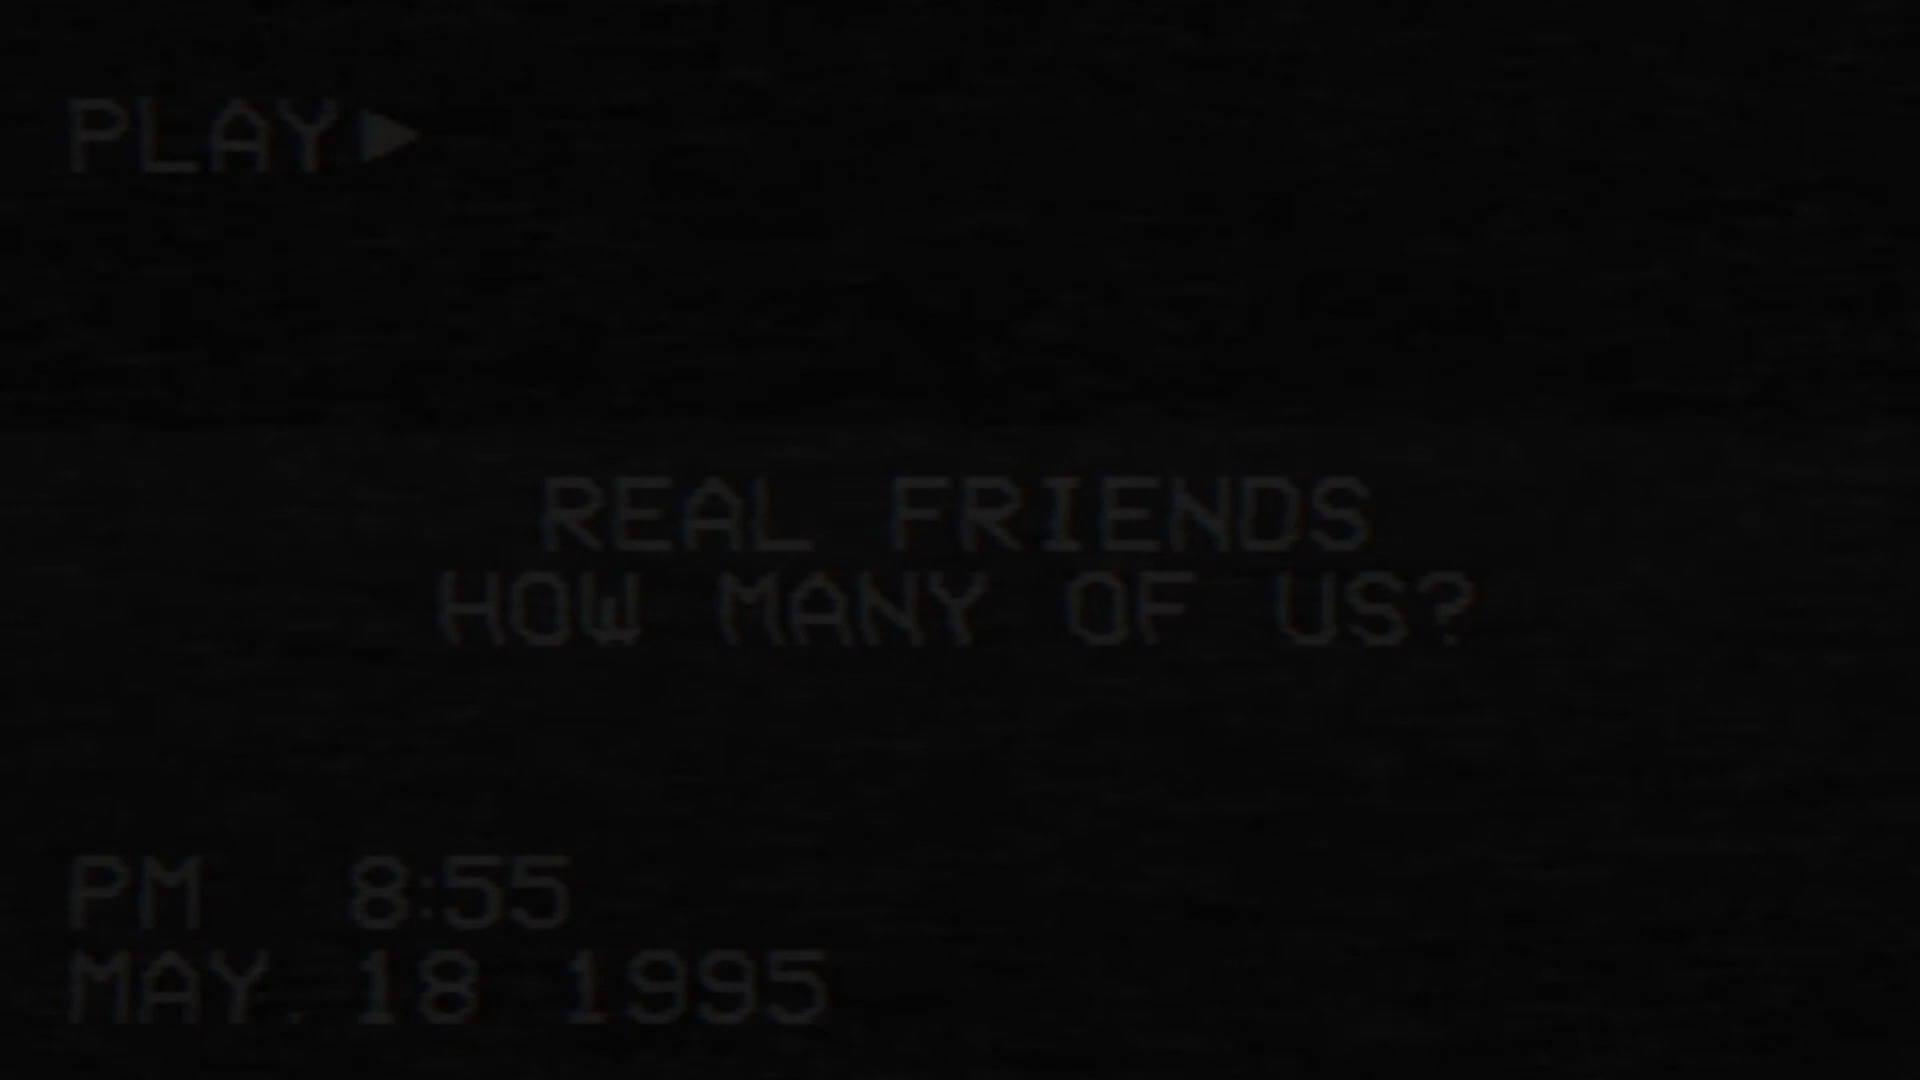 PLAY►
REAL FRIENDS
HOW MANY OF US?
PM 8:55
MAY. 18 1995